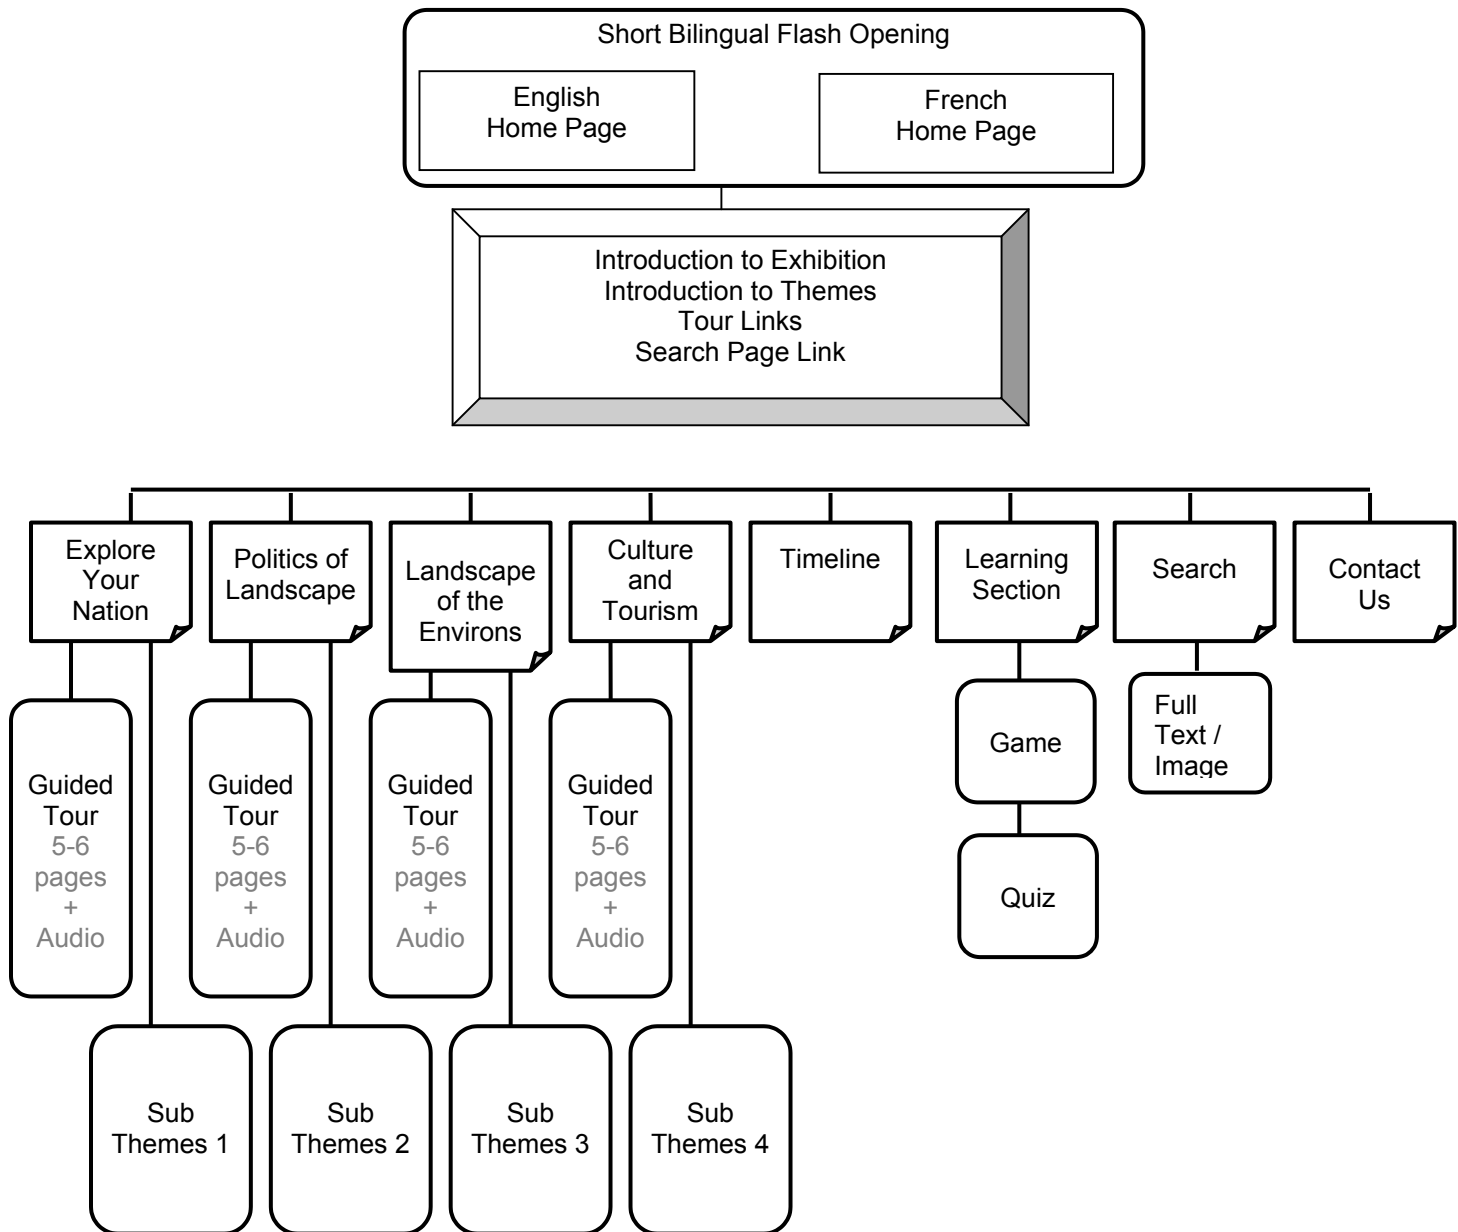 Short Bilingual Flash Opening
English
Home Page
French
Home Page
Introduction to Exhibition
Introduction to Themes
Tour Links
Search Page Link
Explore
Your
Nation
Politics of
Landscape
Landscape
of the
Environs
Culture
and
Tourism
Timeline
Learning
Section
Search
Contact
Us
Guided
Tour
5-6
pages
+
Audio
Guided
Tour
5-6
pages
+
Audio
Guided
Tour
5-6
pages
+
Audio
Guided
Tour
5-6
pages
+
Audio
Game
Full
Text /
Image
Quiz
Sub
Themes 1
Sub
Themes 2
Sub
Themes 3
Sub
Themes 4